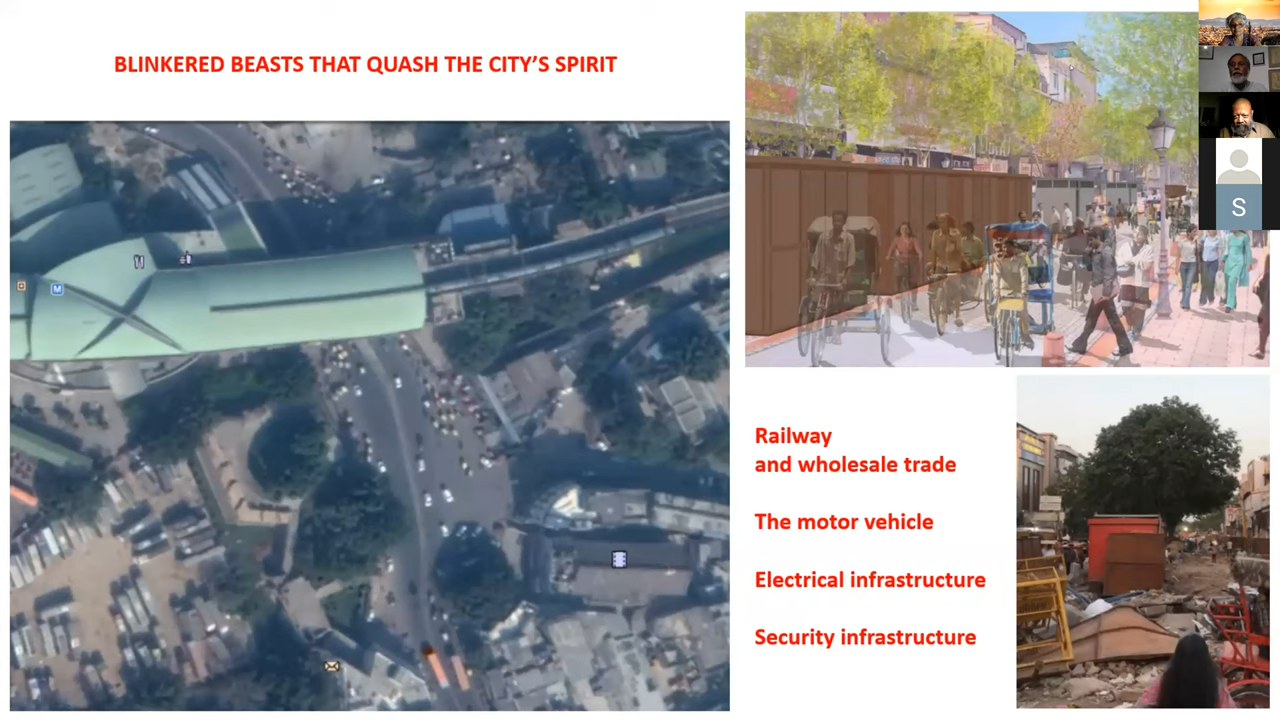 BLINKERED BEASTS THAT QUASH THE CITY'S SPIRIT
M
S
Railway
and wholesale trade
The motor vehicle
Electrical infrastructure
Security infrastructure